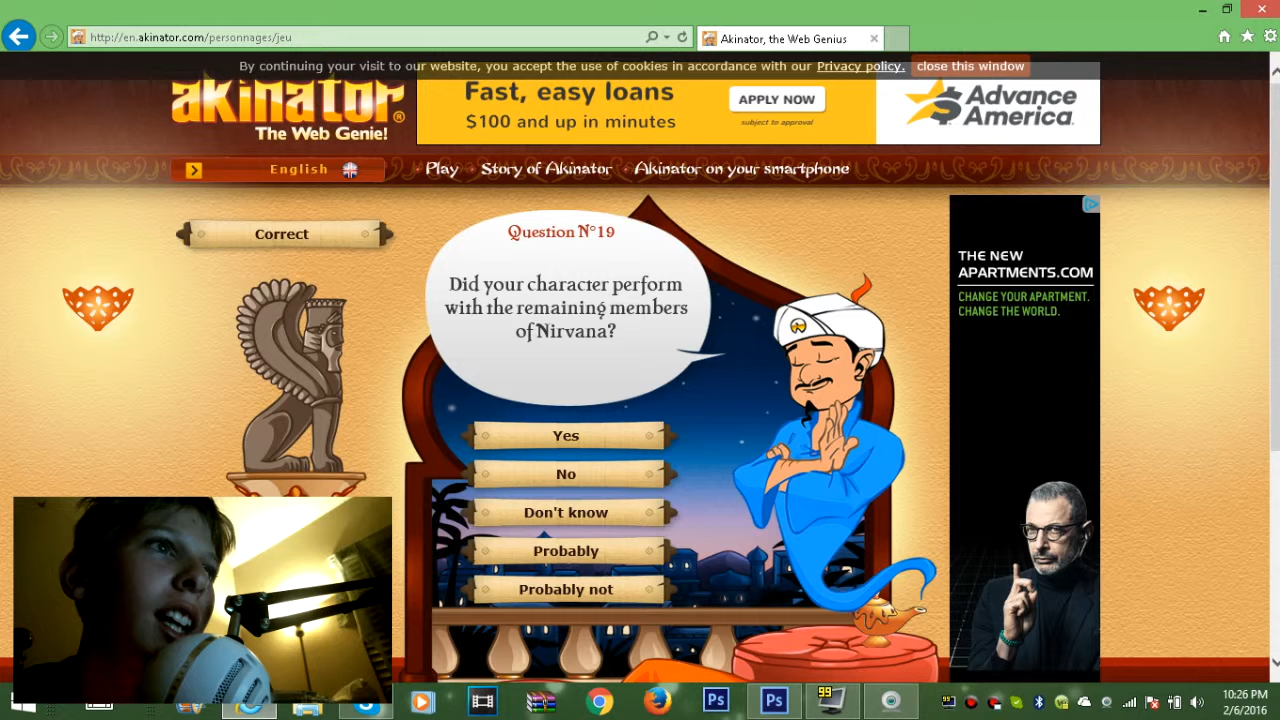 http://en.akinator.com/personnages/jeu
Akinator, the Web Genius
By continuing your visit to our website, you accept the use of cookies in accordance with our Privacy policy. close this window
akinator®
The Web Genie!
Fast, easy loans
$100 and up in minutes
APPLY NOW
subject to approval
Advance
America
English
Play
Story of Akinator
Akinator on your smartphone
Correct
Question N°19
Did your character perform
with the remaining members
of Nirvana?
Yes
No
Don't know
Probably
Probably not
THE NEW
APARTMENTS.COM
CHANGE YOUR APARTMENT.
CHANGE THE WORLD.
Ps
Ps
99
10:26 PM
2/6/2016